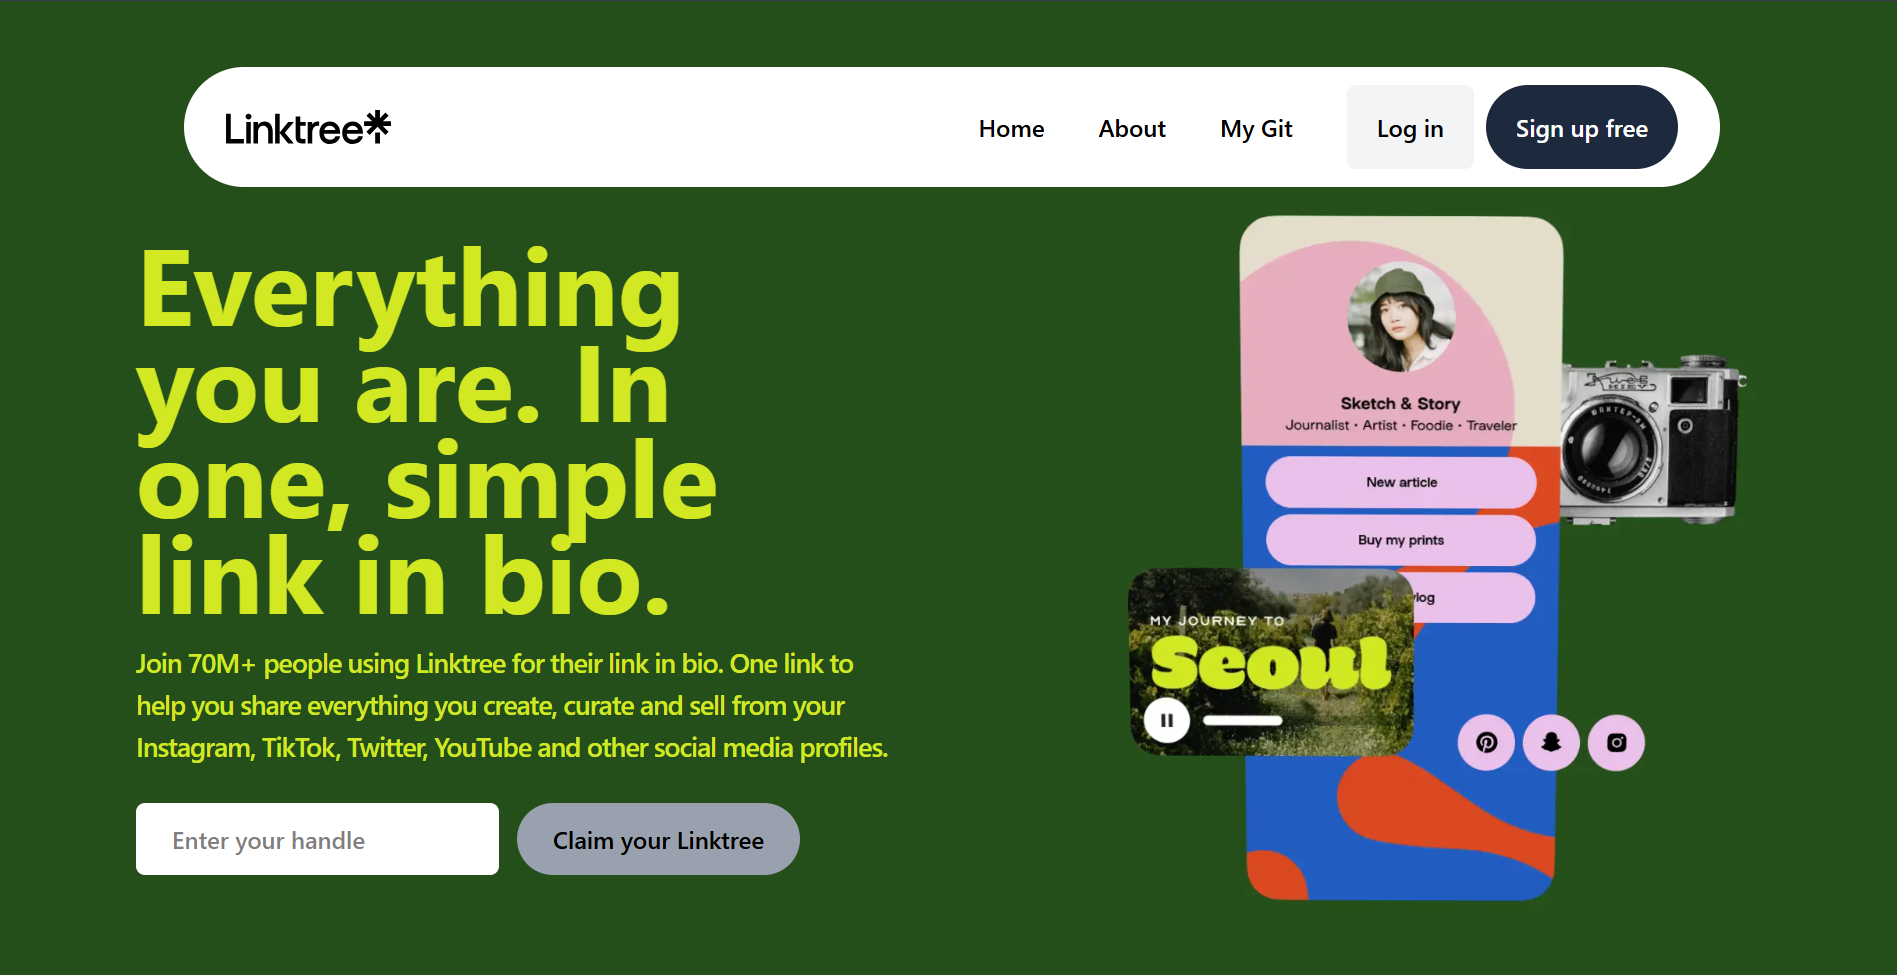 Linktree
Home
About
My Git
Log in
Sign up free
Everything
you are. In
one, simple
link in bio.
Join 70M+ people using Linktree for their link in bio. One link to
help you share everything you create, curate and sell from your
Instagram, TikTok, Twitter, YouTube and other social media profiles.
Enter your handle
Claim your Linktree
Sketch & Story
Journalist • Artist • Foodie • Traveler
New article
Buy my prints
vlog
MY JOURNEY TO
Seoul